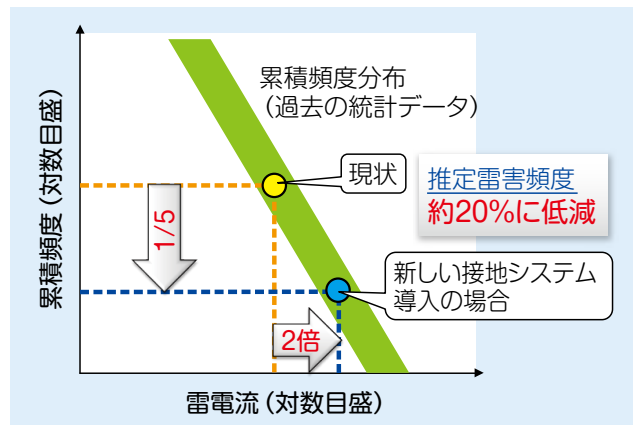 累積頻度分布
（過去の統計データ）
現状
推定雷害頻度
約20%に低減
1/5
新しい接地システム
導入の場合
2倍
累積頻度（対数目盛）
雷電流（対数目盛）